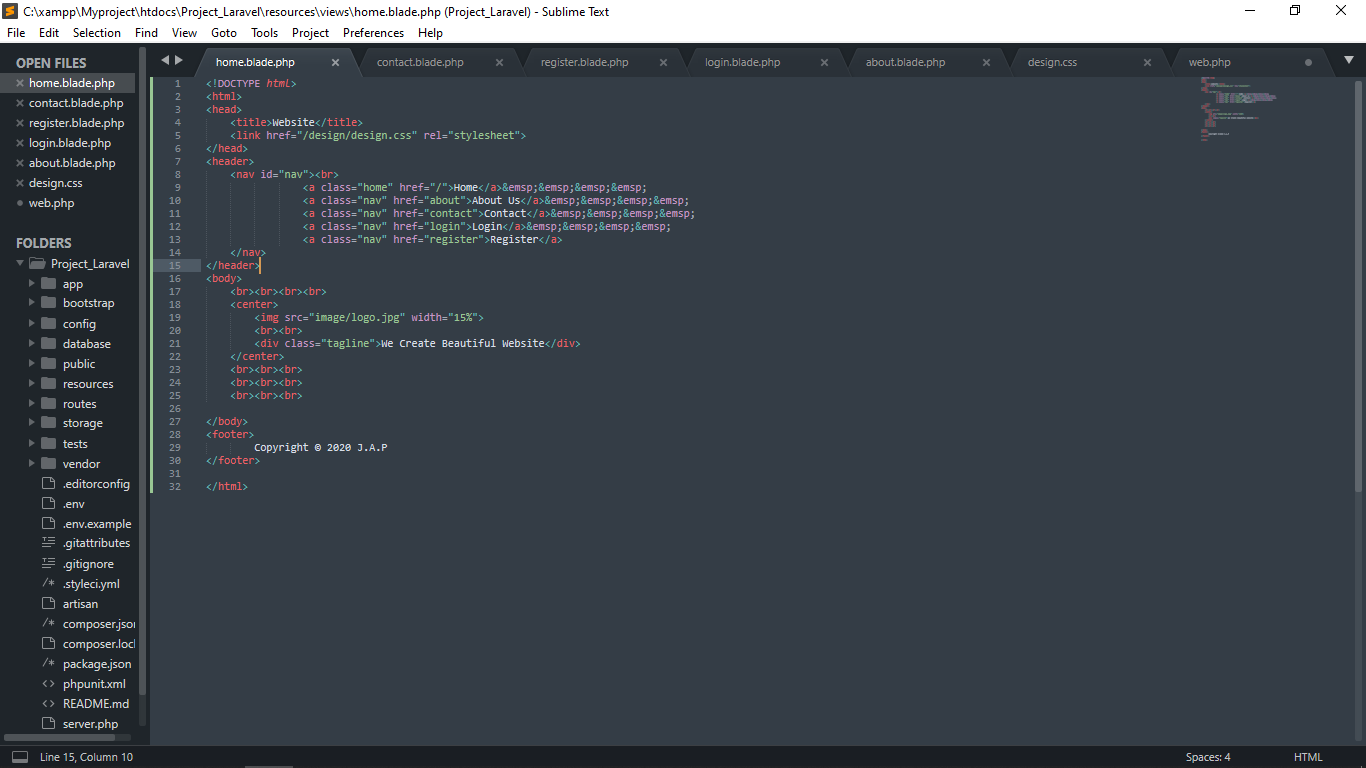 C:\xampp\Myproject\htdocs\Project_Laravel\resources\views\home.blade.php (Project_Laravel) - Sublime Text
File Edit Selection Find View Goto Tools Project Preferences Help
OPEN FILES
home.blade.php
contact.blade.php
register.blade.php
login.blade.php
about.blade.php
design.css
web.php
FOLDERS
Project_Laravel
app
bootstrap
config
database
public
resources
routes
storage
tests
vendor
.editorconfig
.env
.env.example
.gitattributes
.gitignore
/* .styleci.yml
artisan
/* composer.jso
composer.loc
/* package.json
<> phpunit.xml
<> README.md
server.php
home.blade.php contact.blade.php register.blade.php login.blade.php about.blade.php design.css web.php
1 <!DOCTYPE html>
2 <html>
3 <head>
4 <title>Website</title>
5 <link href="/design/design.css" rel="stylesheet">
6 </head>
7 <header>
8 <nav id="nav"><br>
9 <a class="home" href="/">Home</a>&emsp;&emsp;&emsp;&emsp;
10 <a class="nav" href="about">About Us</a>&emsp;&emsp;&emsp;&emsp;
11 <a class="nav" href="contact">Contact</a>&emsp;&emsp;&emsp;&emsp;
12 <a class="nav" href="login">Login</a>&emsp;&emsp;&emsp;&emsp;
13 <a class="nav" href="register">Register</a>
14 </nav>
15 </header>
16 <body>
17 <br><br><br><br>
18 <center>
19 <img src="image/logo.jpg" width="15%">
20 <br><br>
21 <div class="tagline">We Create Beautiful Website</div>
22 </center>
23 <br><br><br>
24 <br><br><br>
25 <br><br><br>
26
27 </body>
28 <footer>
29 Copyright © 2020 J.A.P
30 </footer>
31
32 </html>
Line 15, Column 10
Spaces: 4
HTML